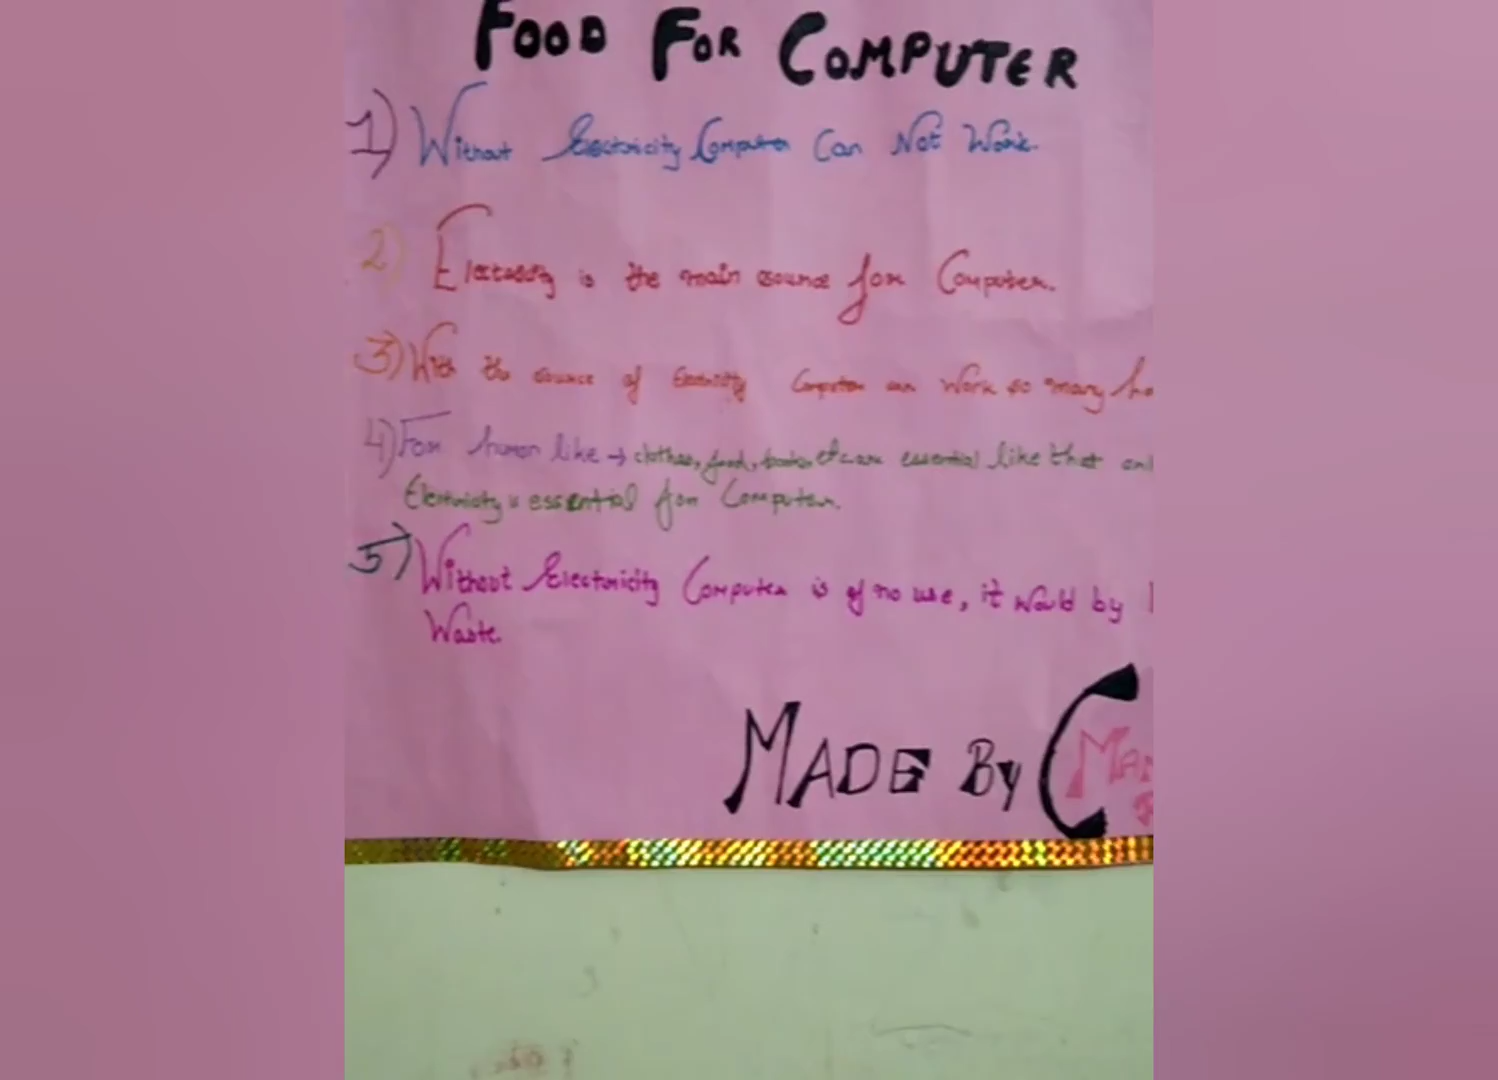 FOOD FOR COMPUTER
1) Without Electricity Computer Can Not Work.
2) Electricity is the main source for Computer.
3) With the source of Electricity Computer can Work so many
4) For human like → clothes, food, books, etc are essential like that
Electricity is essential for Computer.
5) Without Electricity Computer is of no use, it would by
Waste.
MADE BY